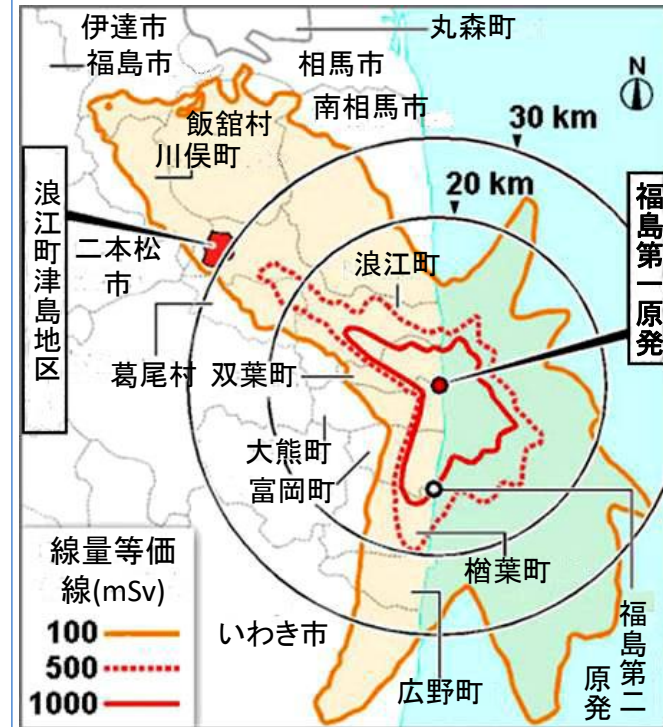 伊達市
丸森町
福島市
相馬市
南相馬市
N
飯舘村
川俣町
30 km
20 km
浪江町津島地区
福島第一原発
二本松
市
浪江町
葛尾村
双葉町
大熊町
富岡町
楢葉町
線量等価
線(mSv)
100
500
1000
いわき市
広野町
福島第二
原発